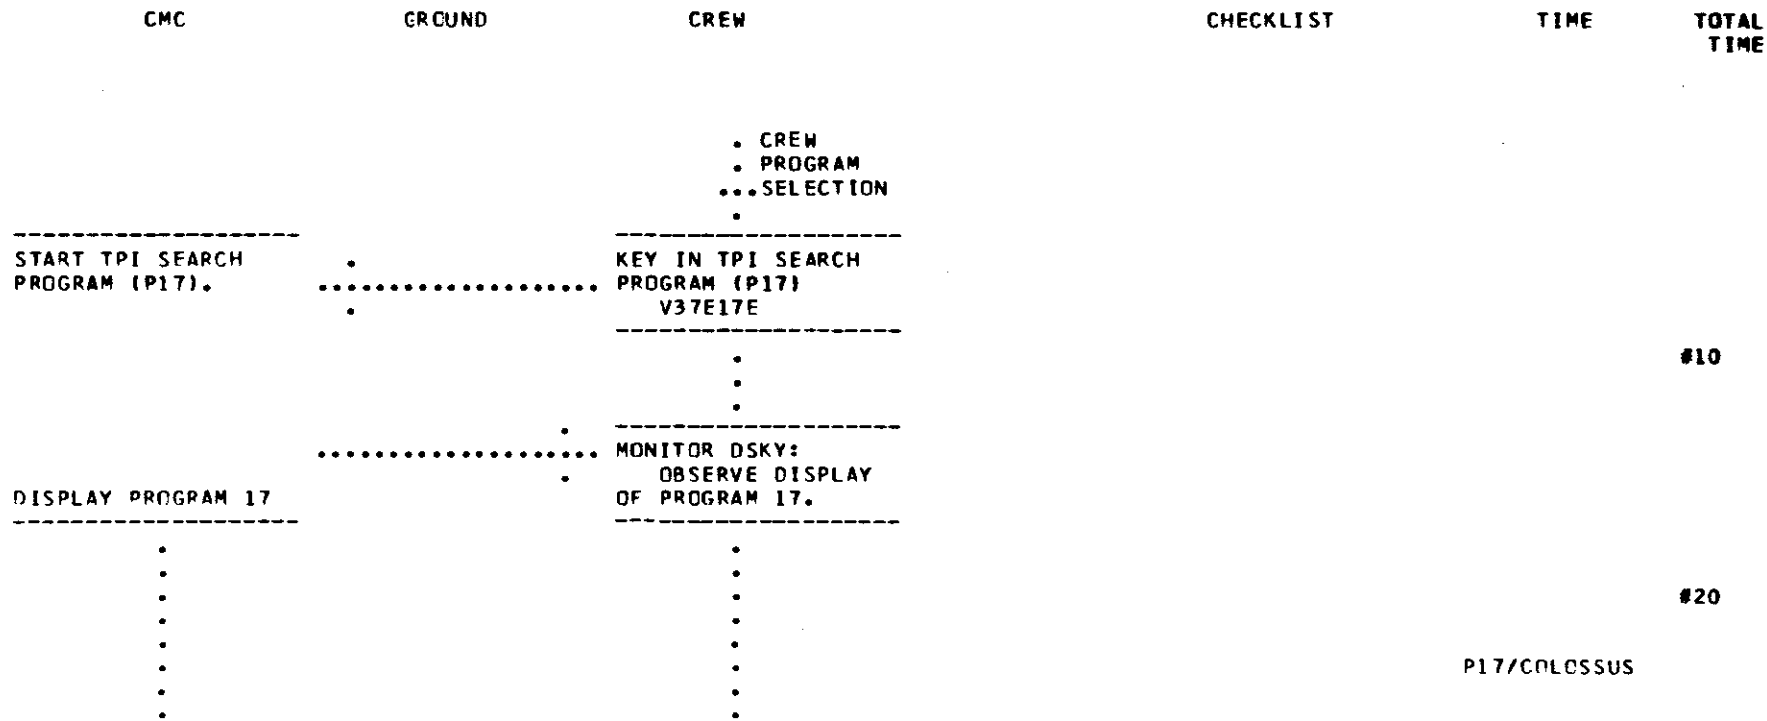 CMC GROUND CREW CHECKLIST TIME TOTAL
TIME
. CREW
. PROGRAM
...SELECTION
.
-------------------- --------------------
START TPI SEARCH . KEY IN TPI SEARCH
PROGRAM (P17). .................... PROGRAM (P17)
. V37E17E
--------------------
. #10
.
.
. --------------------
.................... MONITOR DSKY:
. OBSERVE DISPLAY
DISPLAY PROGRAM 17 OF PROGRAM 17.
-------------------- --------------------
. .
. .
. . #20
. .
. .
. . P17/COLOSSUS
. .
. .